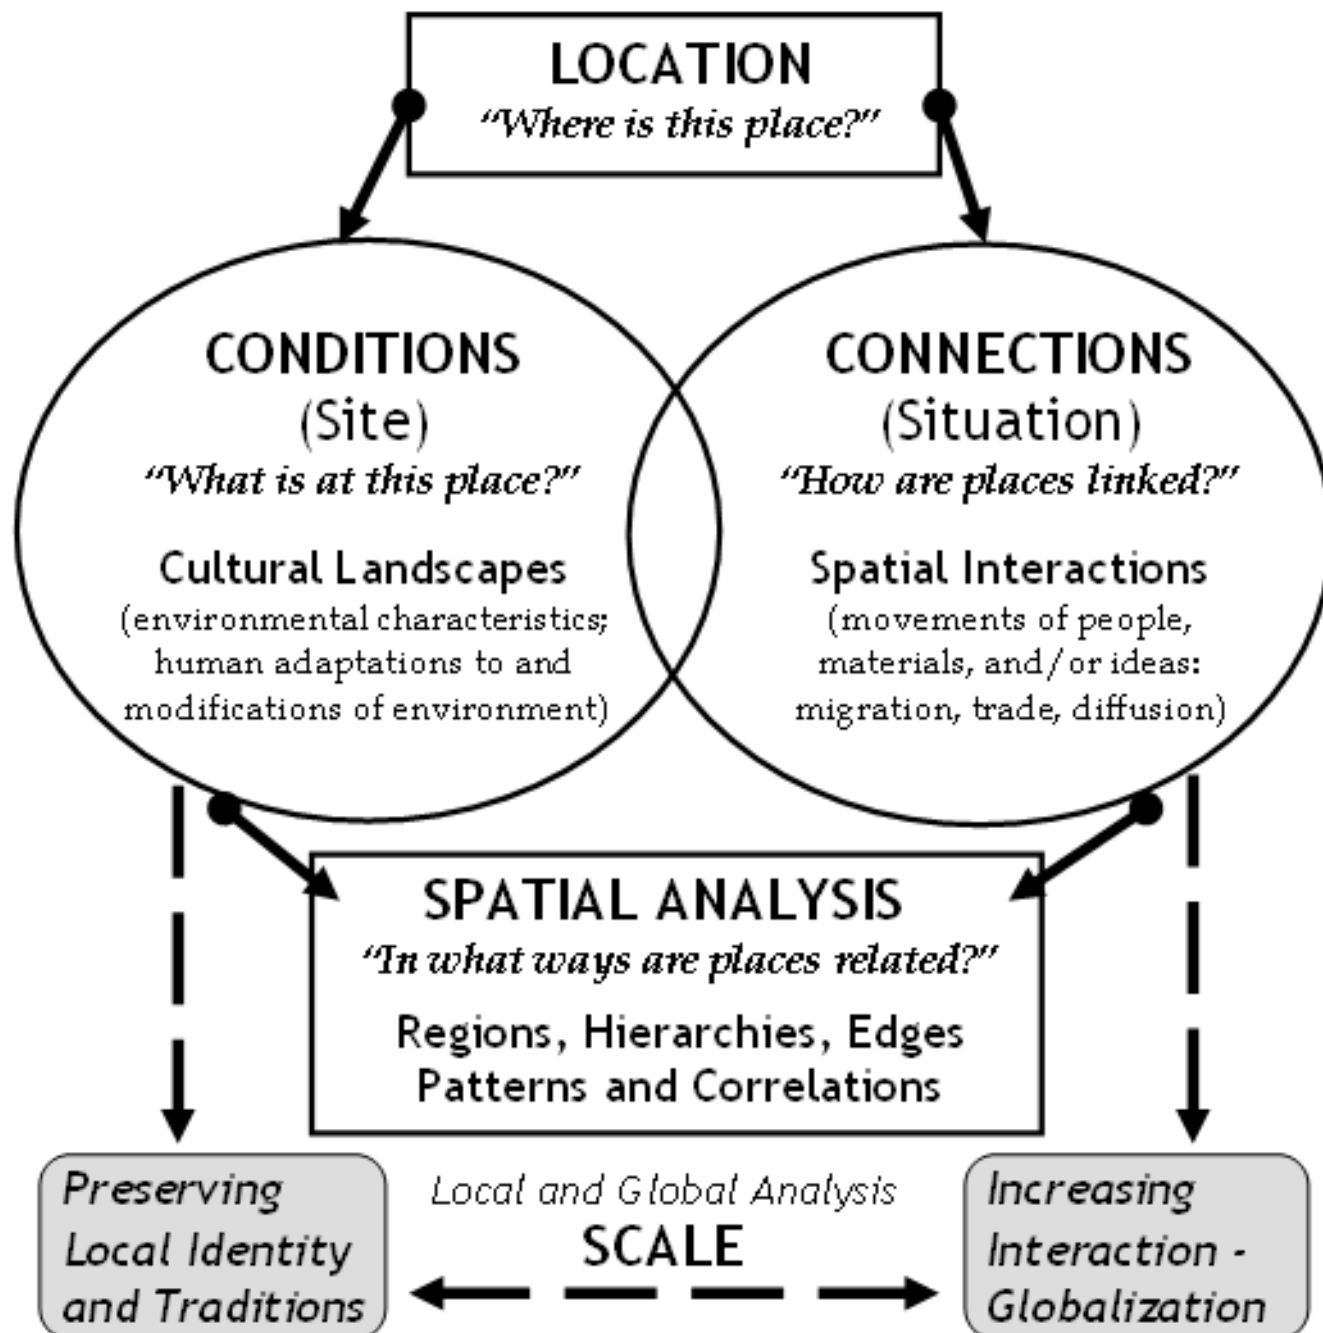 LOCATION
“Where is this place?”
CONDITIONS
(Site)
“What is at this place?”
Cultural Landscapes
(environmental characteristics;
human adaptations to and
modifications of environment)
CONNECTIONS
(Situation)
“How are places linked?”
Spatial Interactions
(movements of people,
materials, and/or ideas:
migration, trade, diffusion)
SPATIAL ANALYSIS
“In what ways are places related?”
Regions, Hierarchies, Edges
Patterns and Correlations
Preserving
Local Identity
and Traditions
Local and Global Analysis
SCALE
Increasing
Interaction -
Globalization